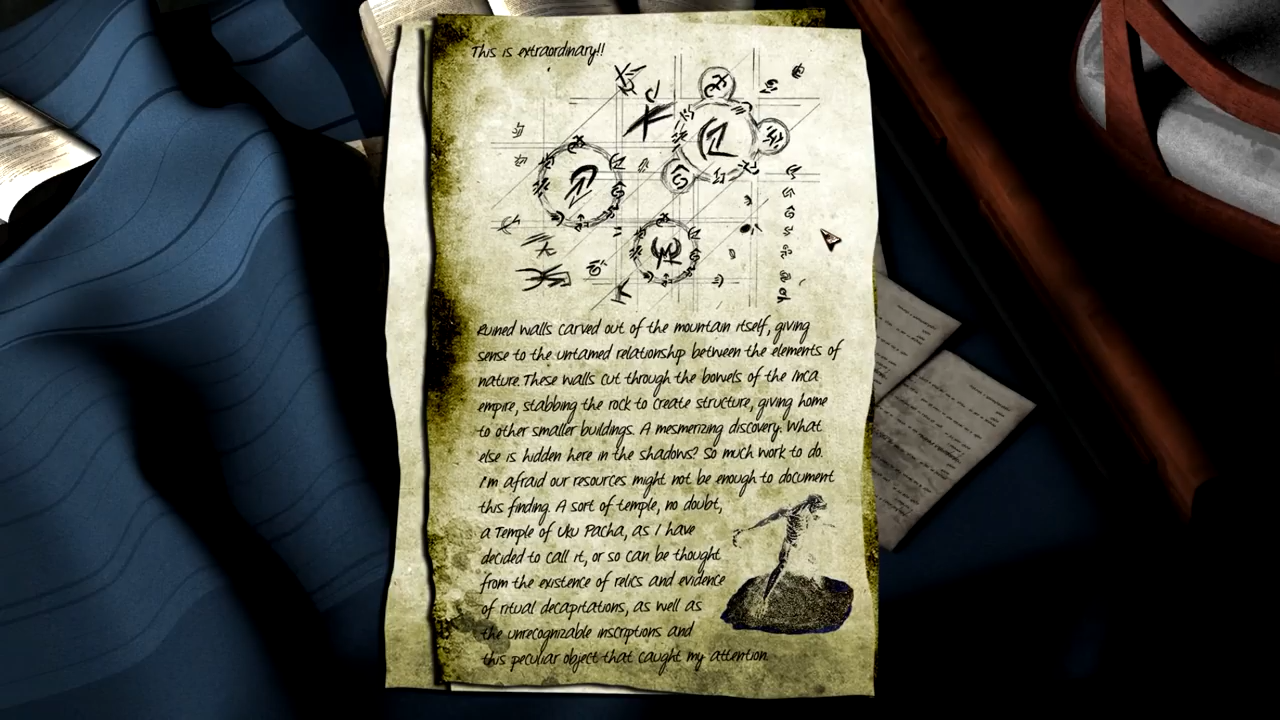 This is extraordinary!!
Ruined walls carved out of the mountain itself, giving
sense to the untamed relationship between the elements of
nature. These walls cut through the bowels of the Inca
empire, stabbing the rock to create structure, giving home
to other smaller buildings. A mesmerizing discovery. What
else is hidden here in the shadows? So much work to do.
I'm afraid our resources might not be enough to document
this finding. A sort of temple, no doubt,
a Temple of Uku Pacha, as I have
decided to call it, or so can be thought
from the existence of relics and evidence
of ritual decapitations, as well as
the unrecognizable inscriptions and
this peculiar object that caught my attention.